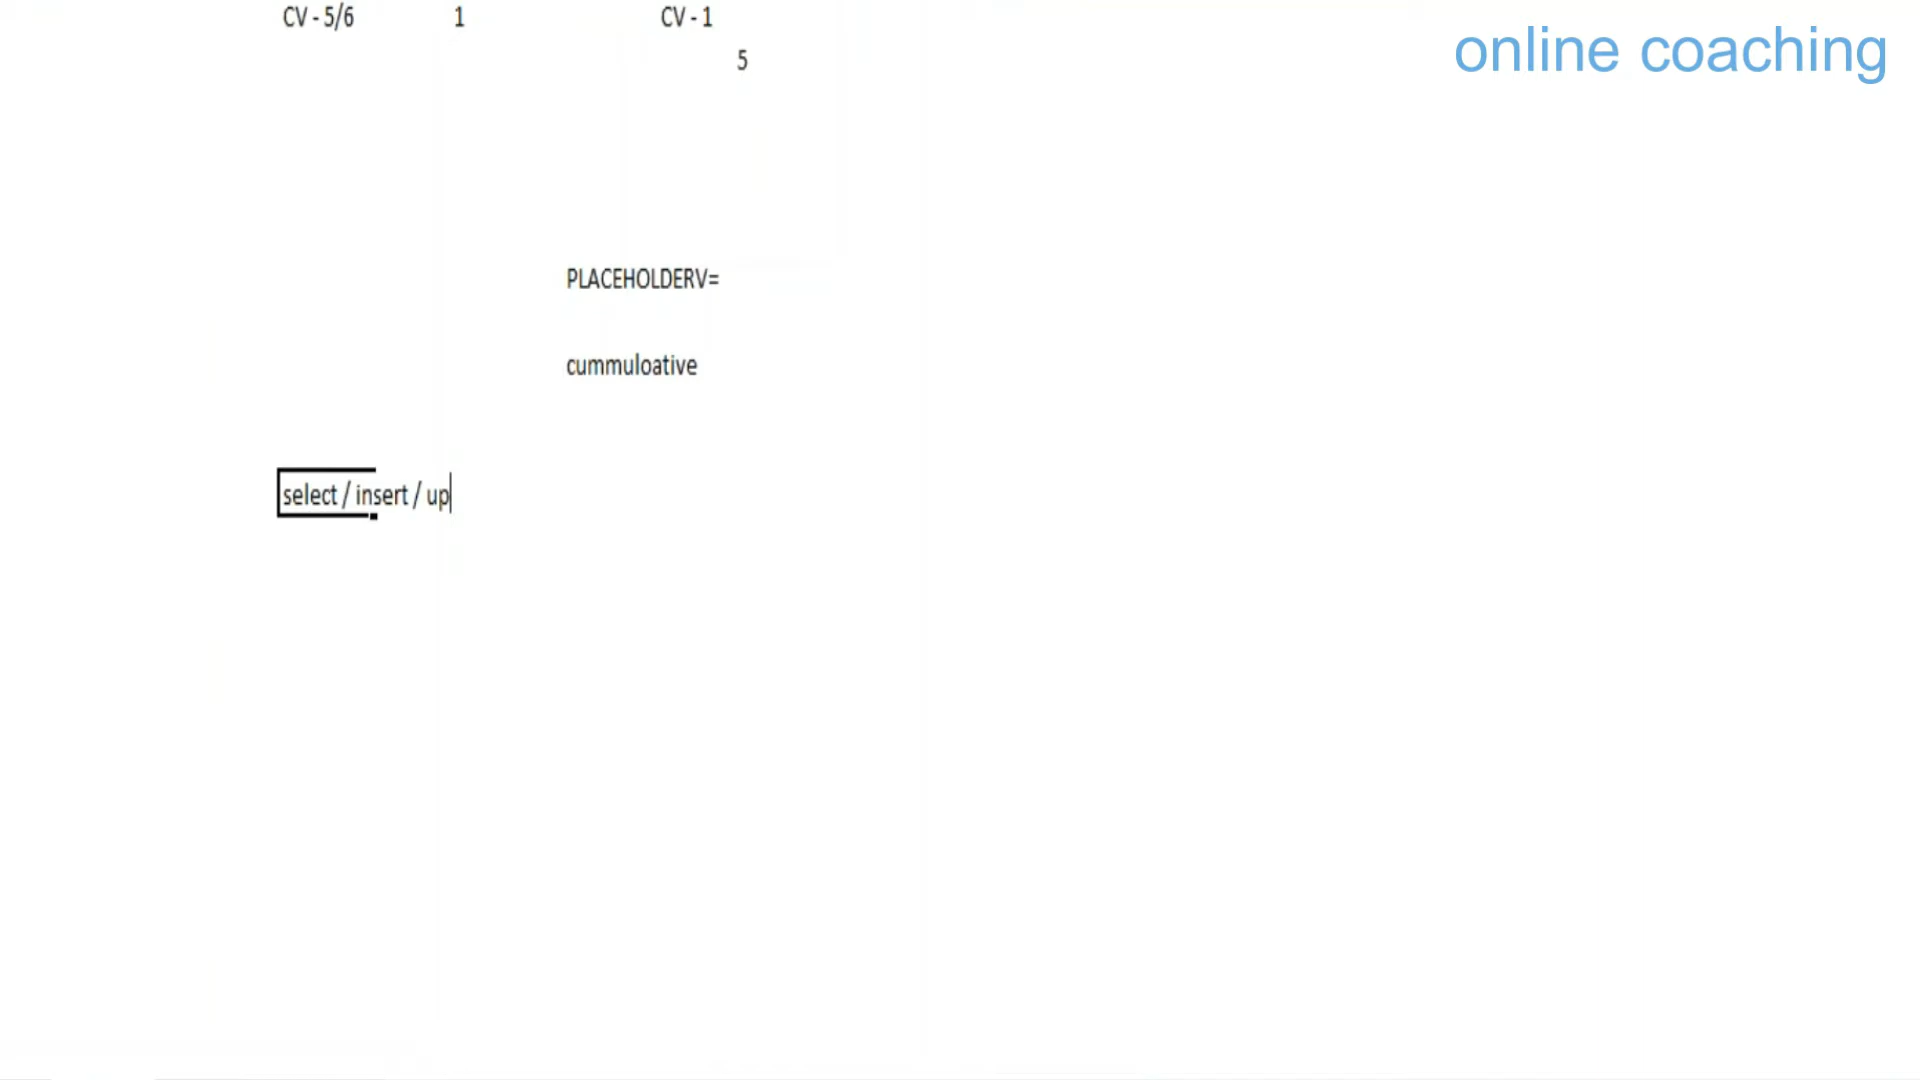 CV - 5/6 1 CV - 1
online coaching
5
PLACEHOLDERV=
cummuloative
select / insert / up